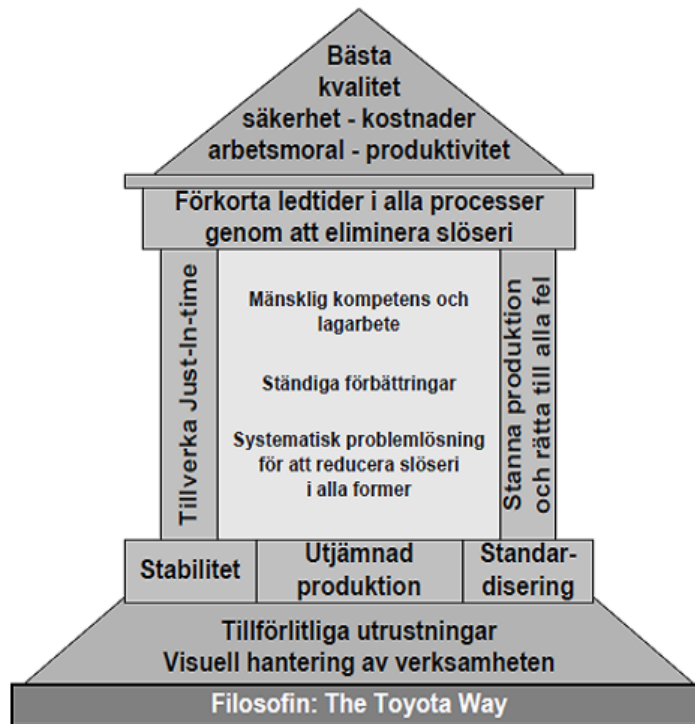 Bästa
kvalitet
säkerhet - kostnader
arbetsmoral - produktivitet
Förkorta ledtider i alla processer
genom att eliminera slöseri
Tillverka Just-In-time
Mänsklig kompetens och
lagarbete
Ständiga förbättringar
Systematisk problemlösning
för att reducera slöseri
i alla former
Stanna produktion
och rätta till alla fel
Stabilitet
Utjämnad
produktion
Standar-
disering
Tillförlitliga utrustningar
Visuell hantering av verksamheten
Filosofin: The Toyota Way